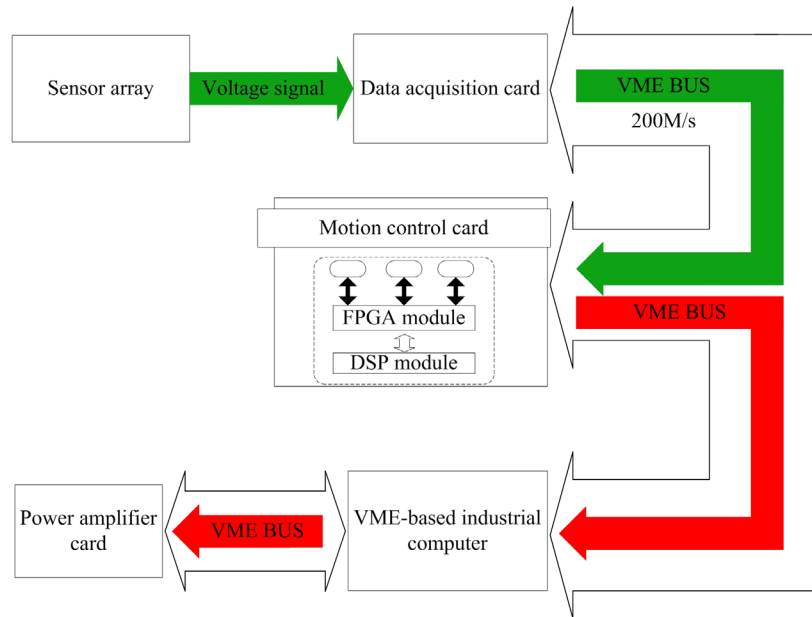 Sensor array
Voltage signal
Data acquisition card
VME BUS
200M/s
Motion control card
FPGA module
DSP module
VME BUS
Power amplifier
card
VME BUS
VME-based industrial
computer